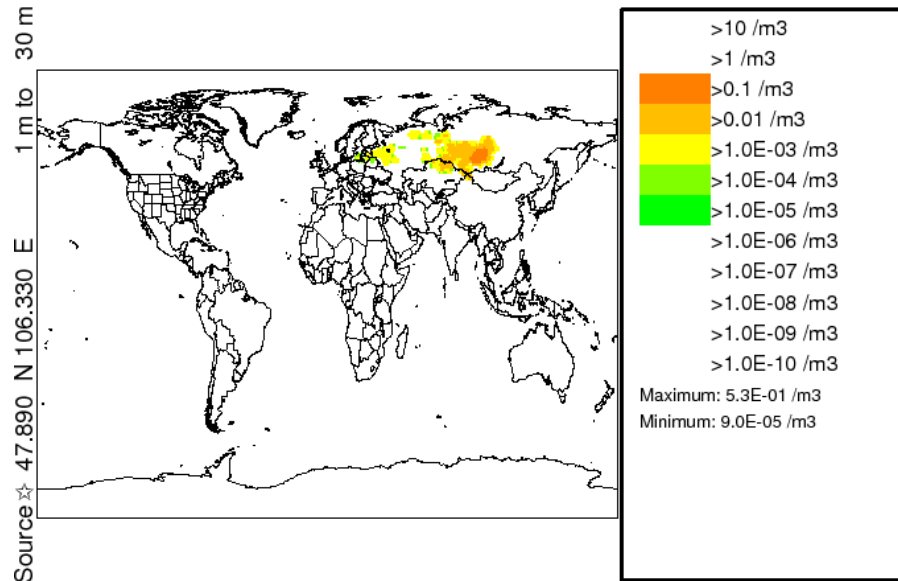 Source ☆ 47.890 N 106.330 E 1 m to 30 m
>10 /m3
>1 /m3
>0.1 /m3
>0.01 /m3
>1.0E-03 /m3
>1.0E-04 /m3
>1.0E-05 /m3
>1.0E-06 /m3
>1.0E-07 /m3
>1.0E-08 /m3
>1.0E-09 /m3
>1.0E-10 /m3
Maximum: 5.3E-01 /m3
Minimum: 9.0E-05 /m3